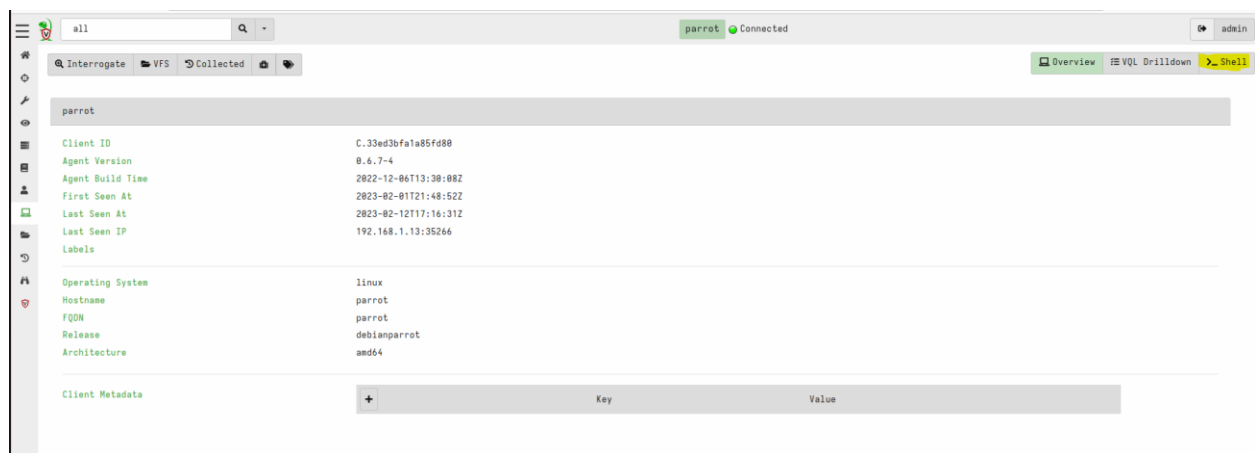 all
parrot Connected
admin
Interrogate VFS Collected
Overview VQL Drilldown >_ Shell
parrot
Client ID C.33ed3bfa1a85fd80
Agent Version 0.6.7-4
Agent Build Time 2022-12-06T13:30:08Z
First Seen At 2023-02-01T21:48:52Z
Last Seen At 2023-02-12T17:16:31Z
Last Seen IP 192.168.1.13:35266
Labels
Operating System linux
Hostname parrot
FQDN parrot
Release debianparrot
Architecture amd64
Client Metadata
Key Value